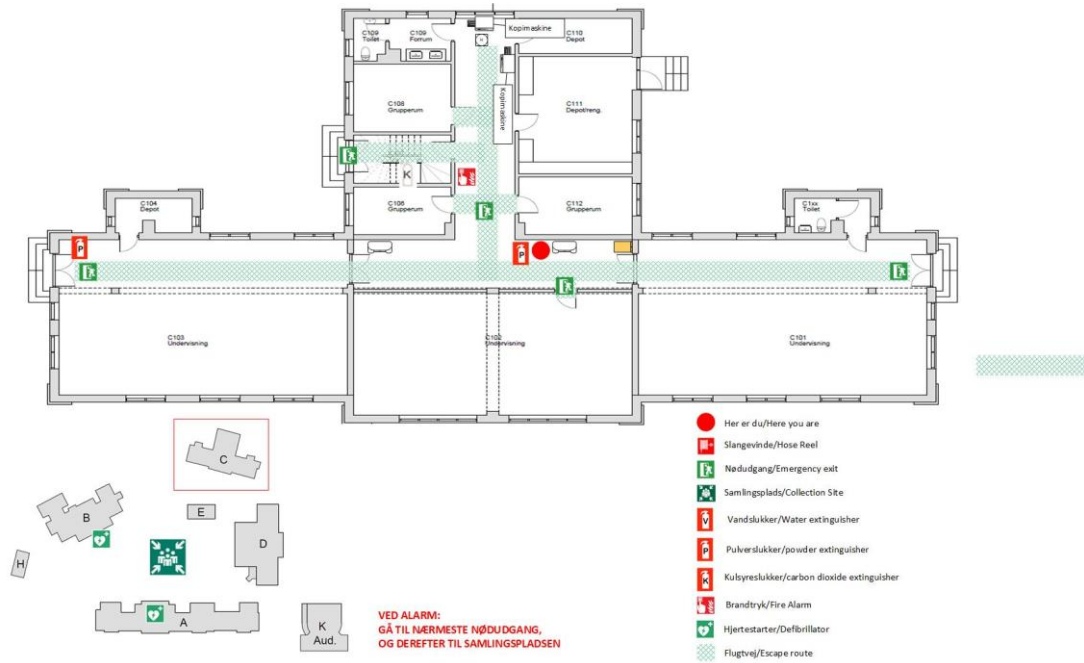 C109
Toilet
C109
Forrum
Kopimaskine
C110
Depot
C108
Grupperum
Kopimaskine
C111
Depot/reng.
K
C106
Grupperum
C112
Grupperum
C104
Depot
C1xx
Toilet
P
P
C103
Undervisning
C102
Undervisning
C101
Undervisning
Her er du/Here you are
Slangevinde/Hose Reel
Nødudgang/Emergency exit
Samlingsplads/Collection Site
V
Vandslukker/Water extinguisher
P
Pulverslukker/powder extinguisher
K
Kulsyreslukker/carbon dioxide extinguisher
Brandtryk/Fire Alarm
Hjertestarter/Defibrillator
Flugtvej/Escape route
C
B
E
D
H
A
K
Aud.
VED ALARM:
GÅ TIL NÆRMESTE NØDUDGANG,
OG DEREFTER TIL SAMLINGSPLADSEN